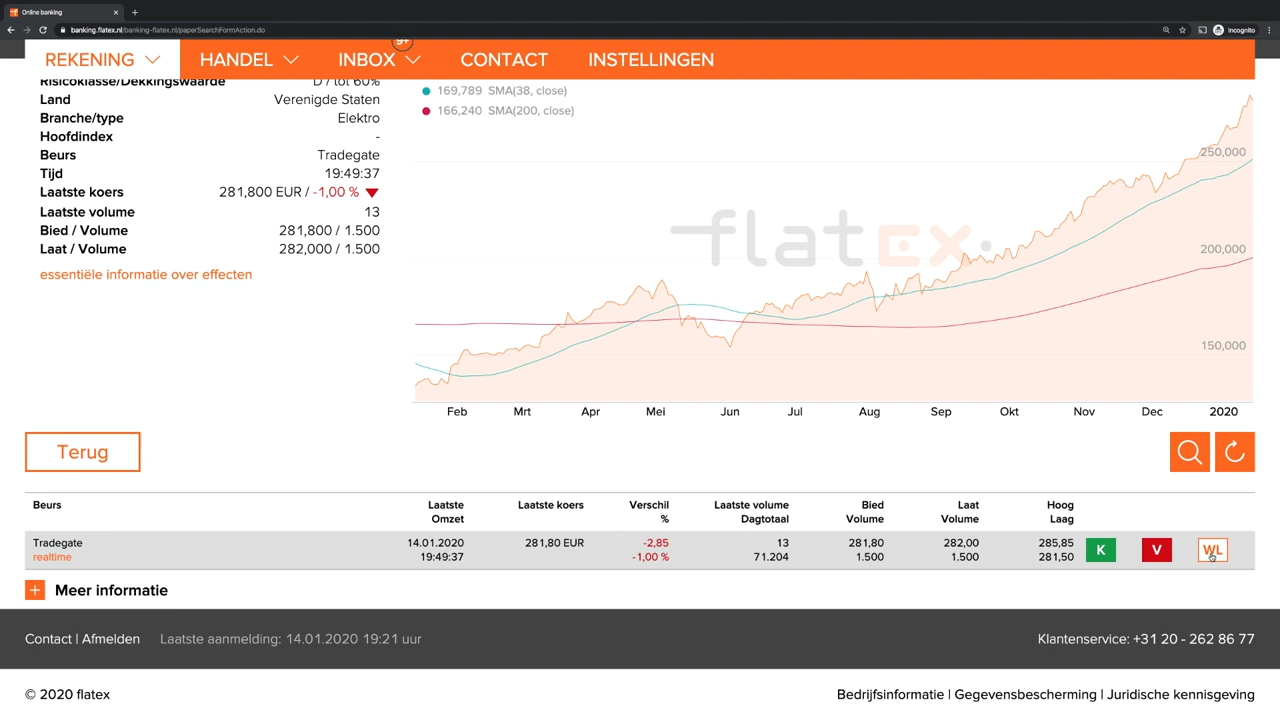 Online banking
banking.flatex.nl/banking-flatex.nl/paperSearchFormAction.do
Incognito
9+
REKENING HANDEL INBOX CONTACT INSTELLINGEN
Risicoklasse/Dekkingswaarde D / tot 60%
Land Verenigde Staten
Branche/type Elektro
Hoofdindex -
Beurs Tradegate
Tijd 19:49:37
Laatste koers 281,800 EUR / -1,00 %
Laatste volume 13
Bied / Volume 281,800 / 1.500
Laat / Volume 282,000 / 1.500
essentiële informatie over effecten
169,789 SMA(38, close)
166,240 SMA(200, close)
250,000
200,000
150,000
flatex
Feb Mrt Apr Mei Jun Jul Aug Sep Okt Nov Dec 2020
Terug
Beurs Laatste Omzet Laatste koers Verschil % Laatste volume Dagtotaal Bied Volume Laat Volume Hoog Laag
Tradegate 14.01.2020 281,80 EUR -2,85 13 281,80 282,00 285,85 K V WL
realtime 19:49:37 -1,00 % 71.204 1.500 1.500 281,50
+ Meer informatie
Contact | Afmelden Laatste aanmelding: 14.01.2020 19:21 uur Klantenservice: +31 20 - 262 86 77
© 2020 flatex Bedrijfsinformatie | Gegevensbescherming | Juridische kennisgeving